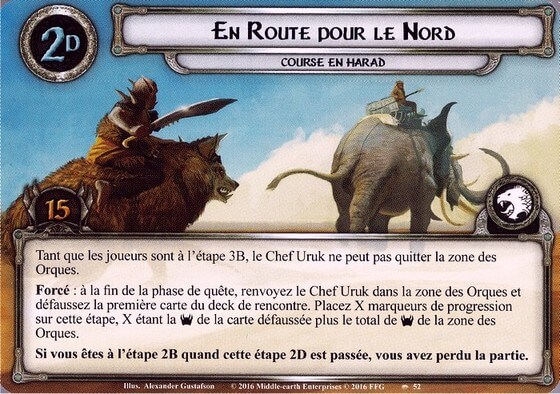 2D
EN ROUTE POUR LE NORD
COURSE EN HARAD
15
Tant que les joueurs sont à l'étape 3B, le Chef Uruk ne peut pas quitter la zone des
Orques.
Forcé : à la fin de la phase de quête, renvoyez le Chef Uruk dans la zone des Orques et
défaussez la première carte du deck de rencontre. Placez X marqueurs de progression
sur cette étape, X étant la de la carte défaussée plus le total de de la zone des
Orques.
Si vous êtes à l'étape 2B quand cette étape 2D est passée, vous avez perdu la partie.
Illus. Alexander Gustafson © 2016 Middle-earth Enterprises © 2016 FFG 52